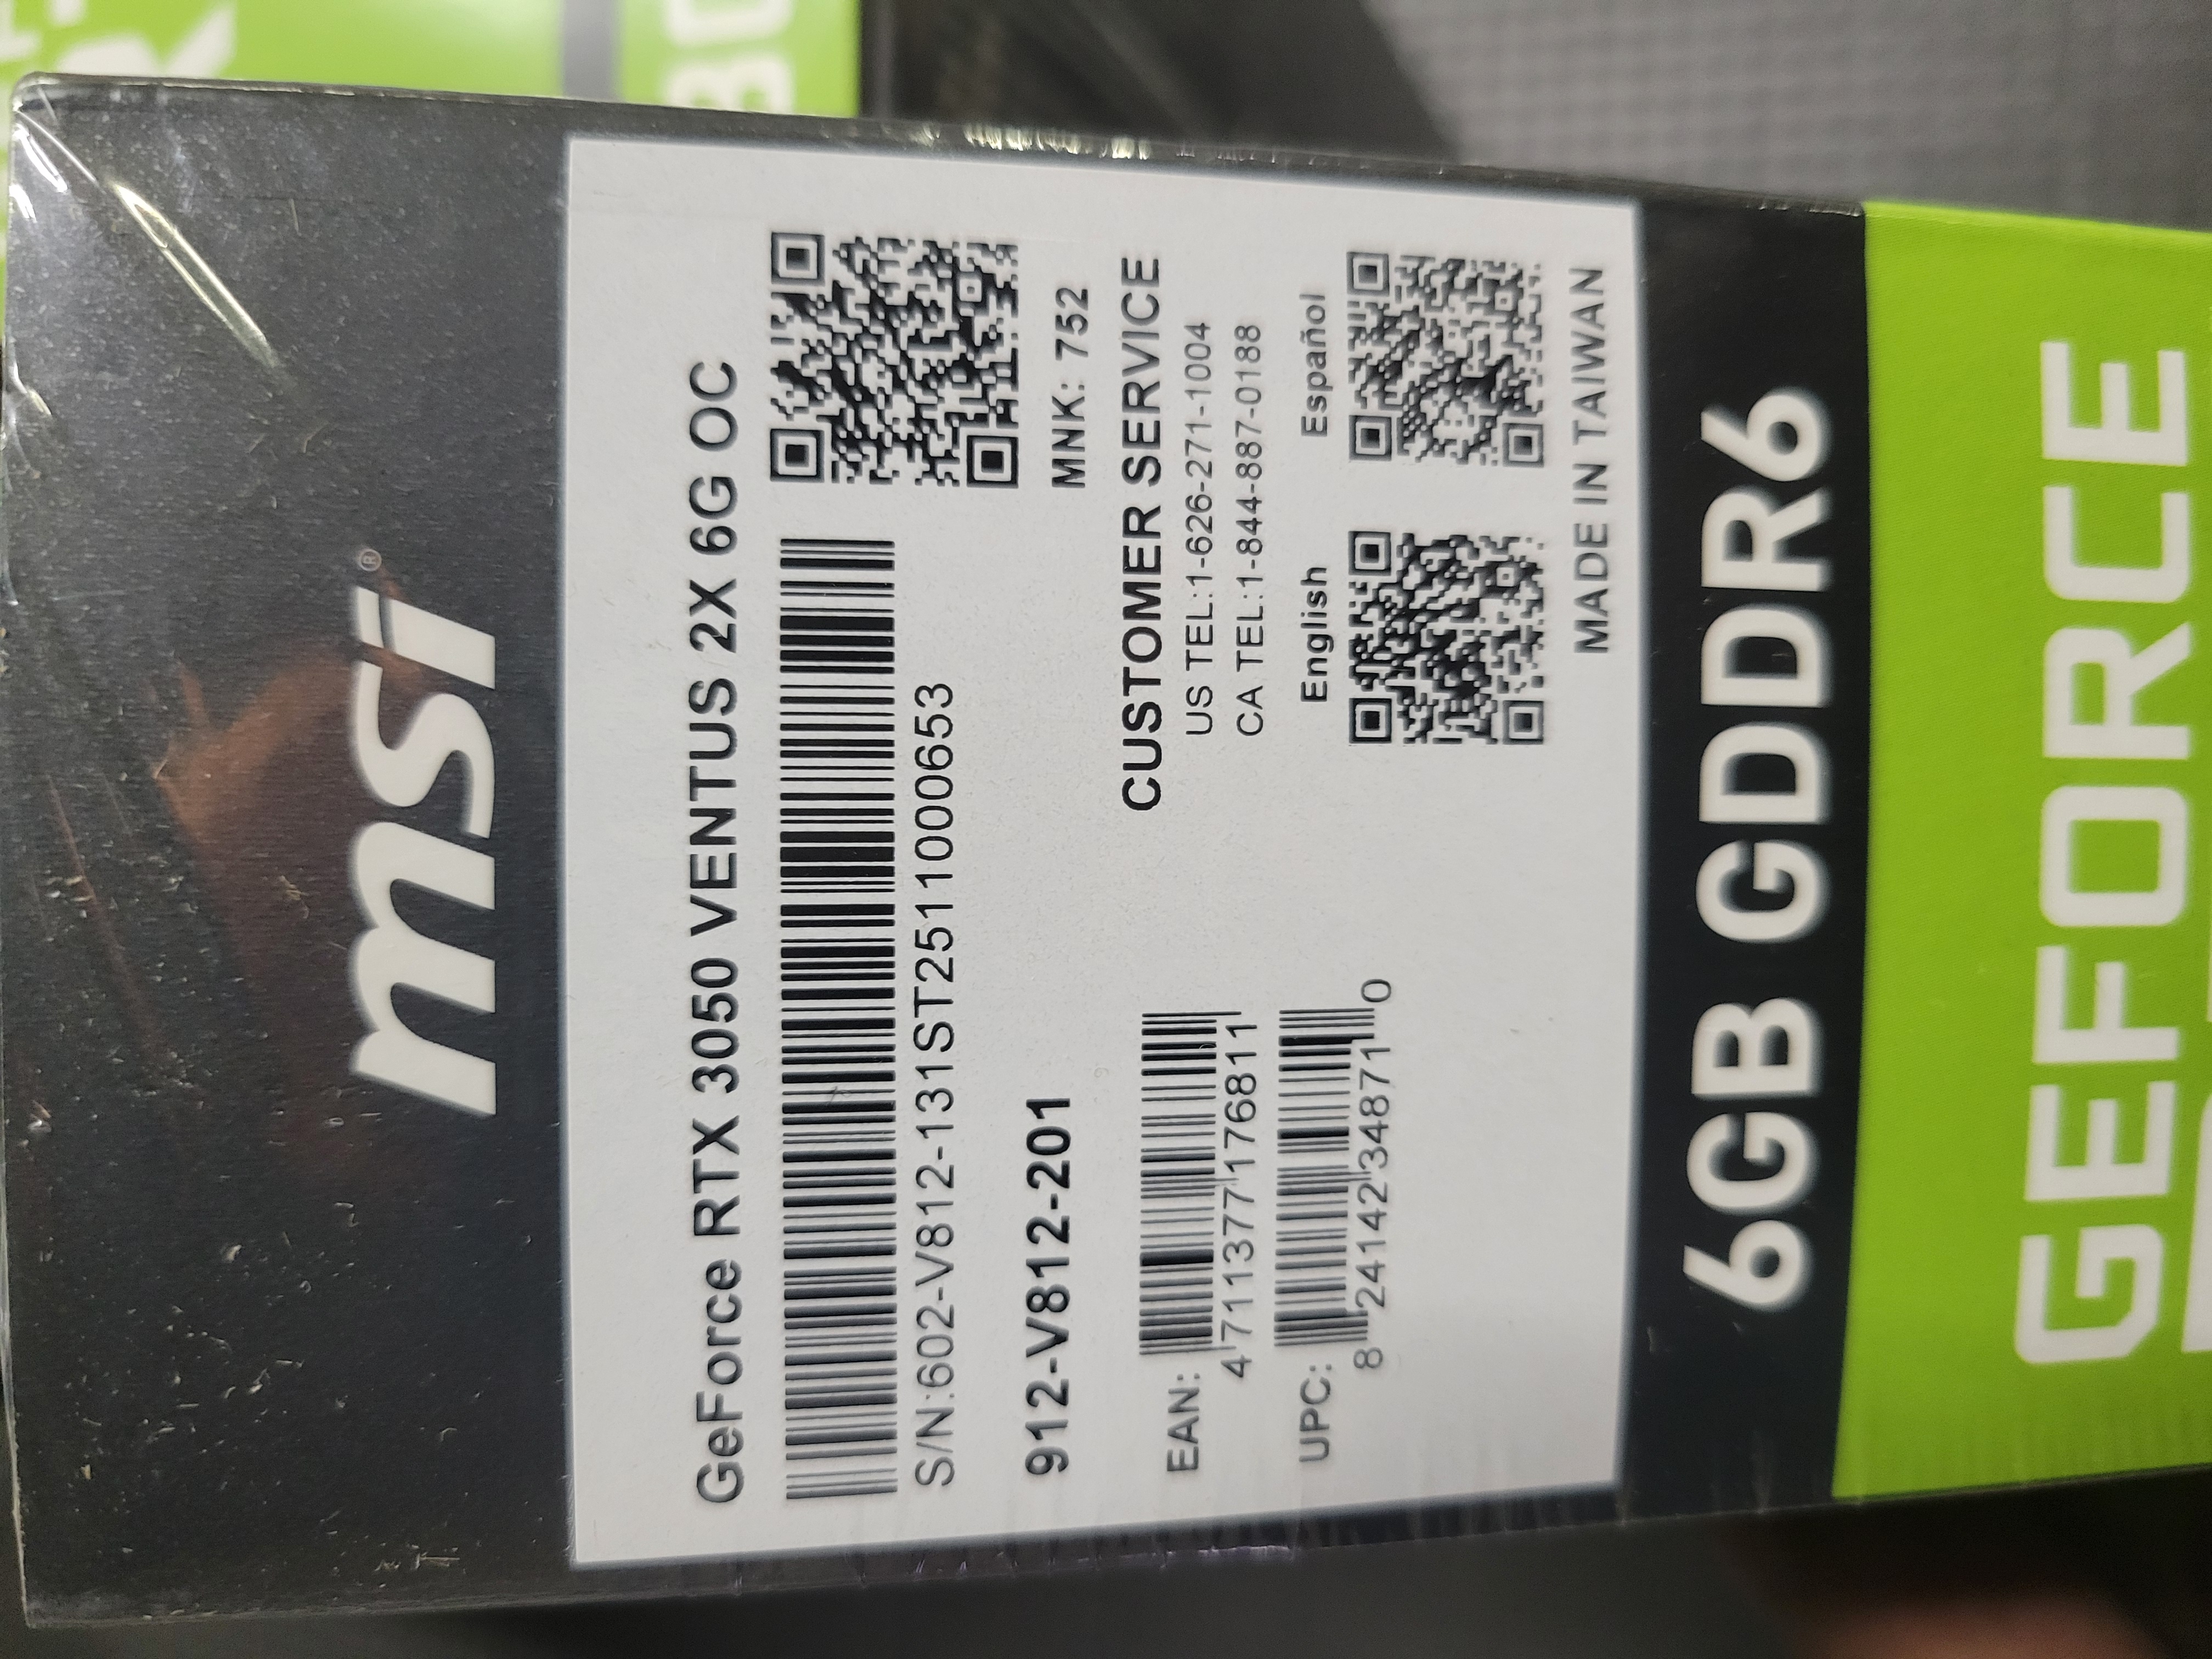 msi®
GeForce RTX 3050 VENTUS 2X 6G OC
S/N:602-V812-131ST2511000653
912-V812-201
MNK: 752
EAN:
4 711377 176811
UPC:
8 24142 34871 0
CUSTOMER SERVICE
US TEL:1-626-271-1004
CA TEL:1-844-887-0188
English Español
MADE IN TAIWAN
6GB GDDR6
GEFORCE